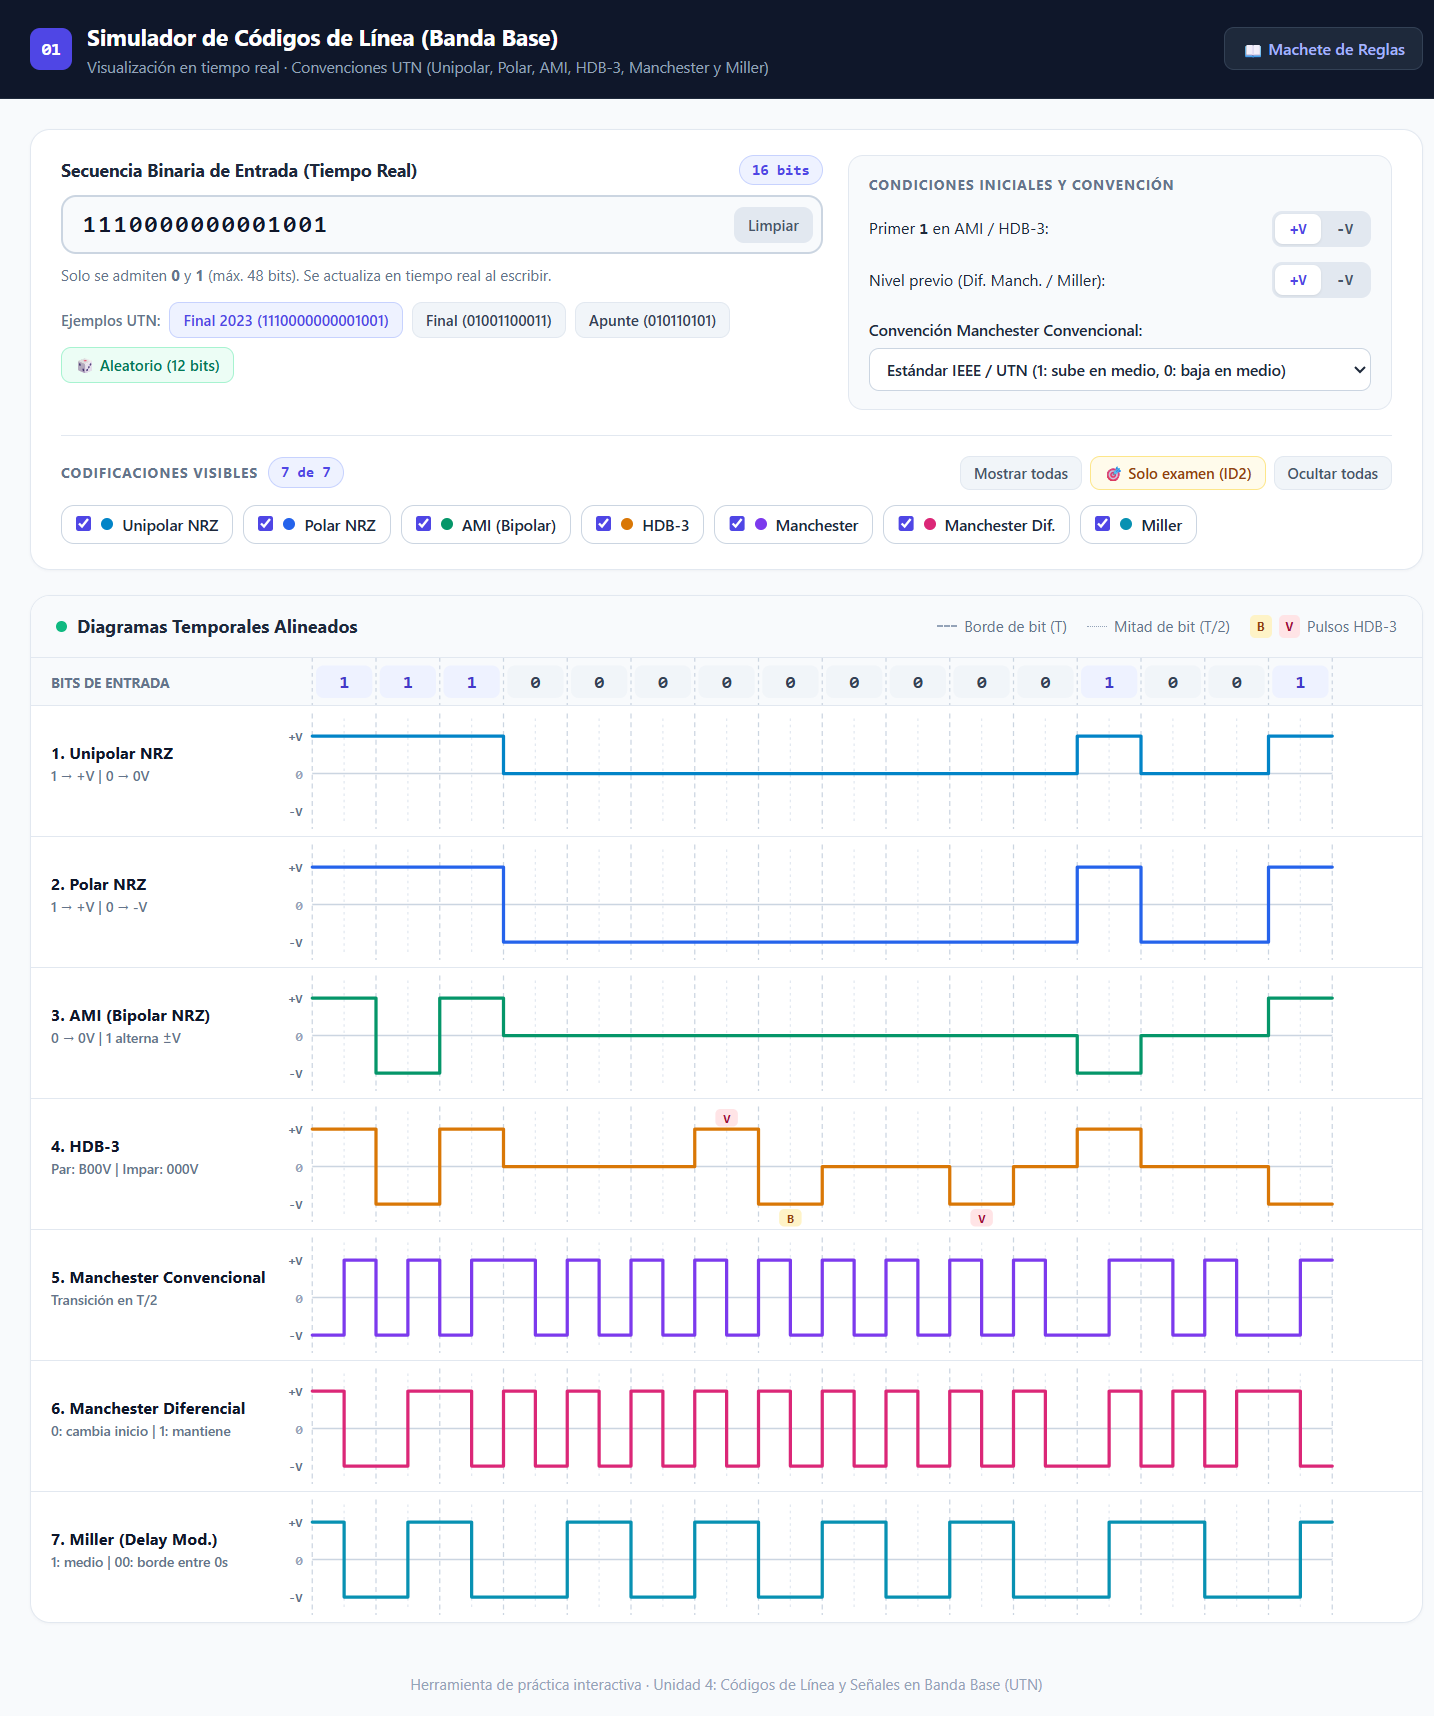 01
Simulador de Códigos de Línea (Banda Base)
Visualización en tiempo real · Convenciones UTN (Unipolar, Polar, AMI, HDB-3, Manchester y Miller)
📖 Machete de Reglas
Secuencia Binaria de Entrada (Tiempo Real)
16 bits
1110000000001001
Limpiar
Solo se admiten 0 y 1 (máx. 48 bits). Se actualiza en tiempo real al escribir.
Ejemplos UTN:
Final 2023 (1110000000001001)
Final (01001100011)
Apunte (010110101)
🎲 Aleatorio (12 bits)
CONDICIONES INICIALES Y CONVENCIÓN
Primer 1 en AMI / HDB-3:
+V -V
Nivel previo (Dif. Manch. / Miller):
+V -V
Convención Manchester Convencional:
Estándar IEEE / UTN (1: sube en medio, 0: baja en medio)
CODIFICACIONES VISIBLES
7 de 7
Mostrar todas
🎯 Solo examen (ID2)
Ocultar todas
Unipolar NRZ
Polar NRZ
AMI (Bipolar)
HDB-3
Manchester
Manchester Dif.
Miller
Diagramas Temporales Alineados
Borde de bit (T)
Mitad de bit (T/2)
B V Pulsos HDB-3
BITS DE ENTRADA
1 1 1 0 0 0 0 0 0 0 0 0 1 0 0 1
1. Unipolar NRZ
1 → +V | 0 → 0V
+V
0
-V
2. Polar NRZ
1 → +V | 0 → -V
+V
0
-V
3. AMI (Bipolar NRZ)
0 → 0V | 1 alterna ±V
+V
0
-V
4. HDB-3
Par: B00V | Impar: 000V
+V
0
-V
V
B
V
5. Manchester Convencional
Transición en T/2
+V
0
-V
6. Manchester Diferencial
0: cambia inicio | 1: mantiene
+V
0
-V
7. Miller (Delay Mod.)
1: medio | 00: borde entre 0s
+V
0
-V
Herramienta de práctica interactiva · Unidad 4: Códigos de Línea y Señales en Banda Base (UTN)